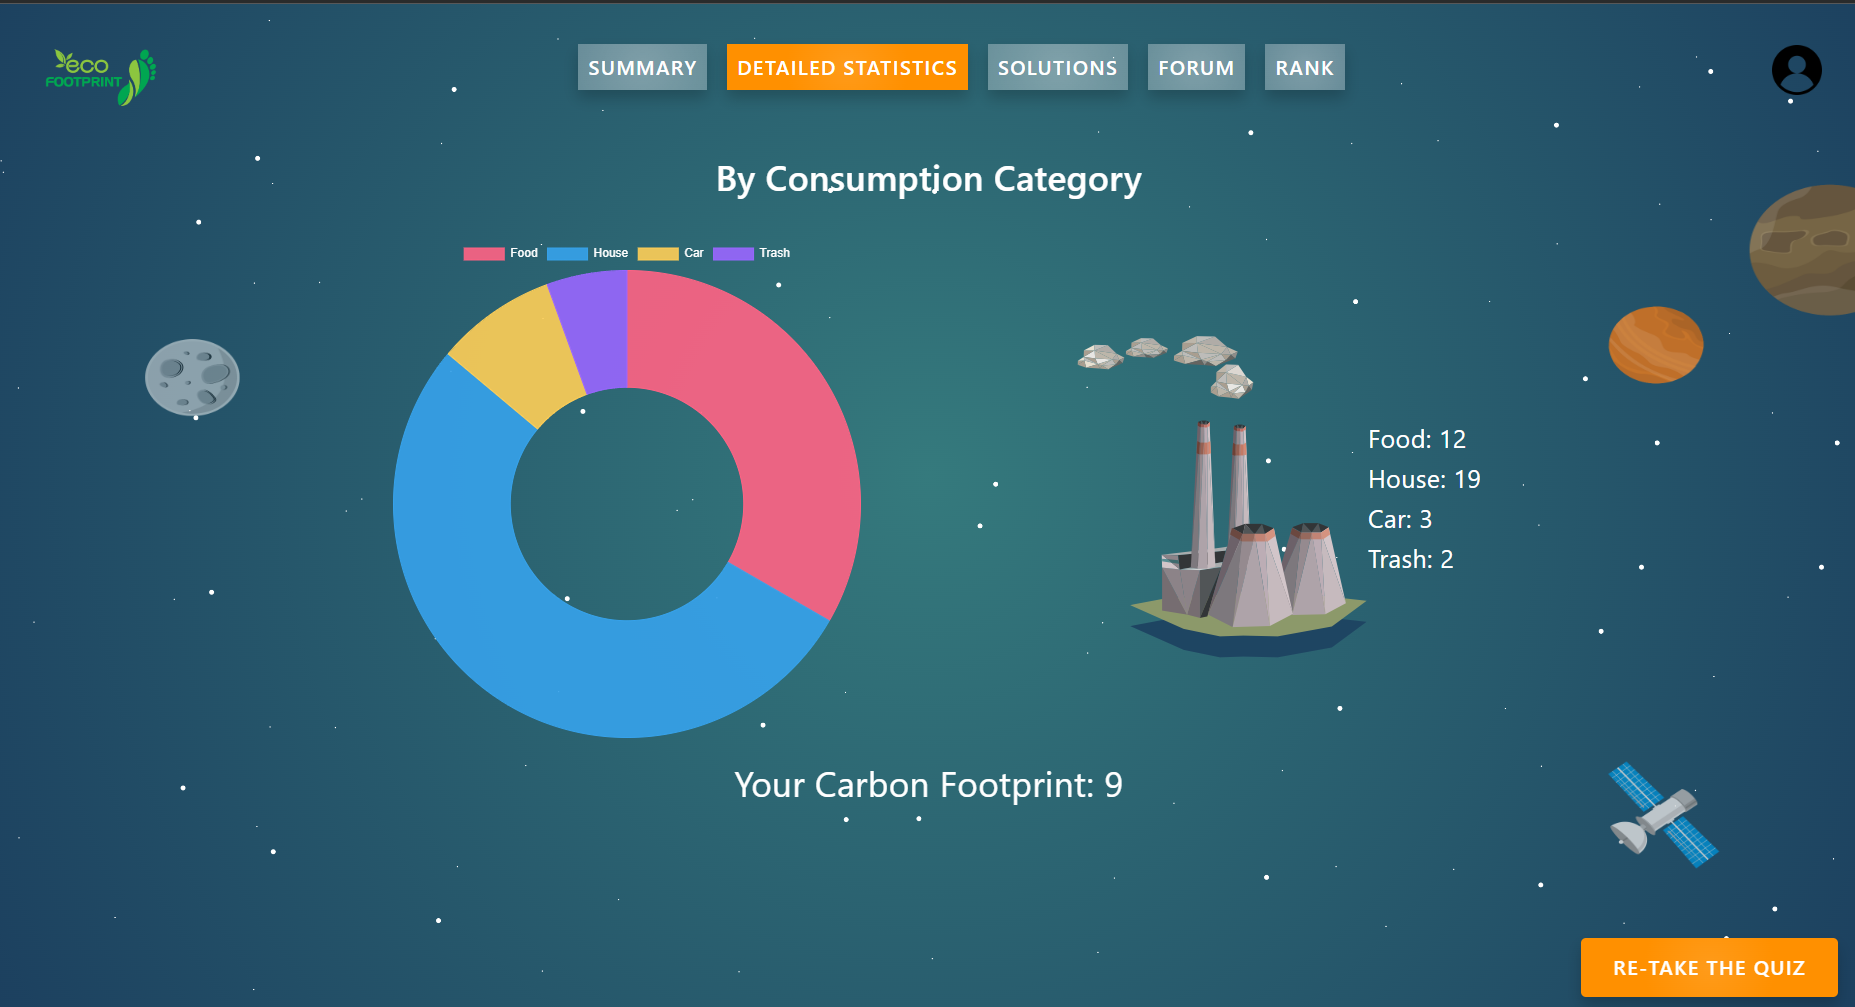 eco
FOOTPRINT
SUMMARY
DETAILED STATISTICS
SOLUTIONS
FORUM
RANK
By Consumption Category
Food
House
Car
Trash
Food: 12
House: 19
Car: 3
Trash: 2
Your Carbon Footprint: 9
RE-TAKE THE QUIZ